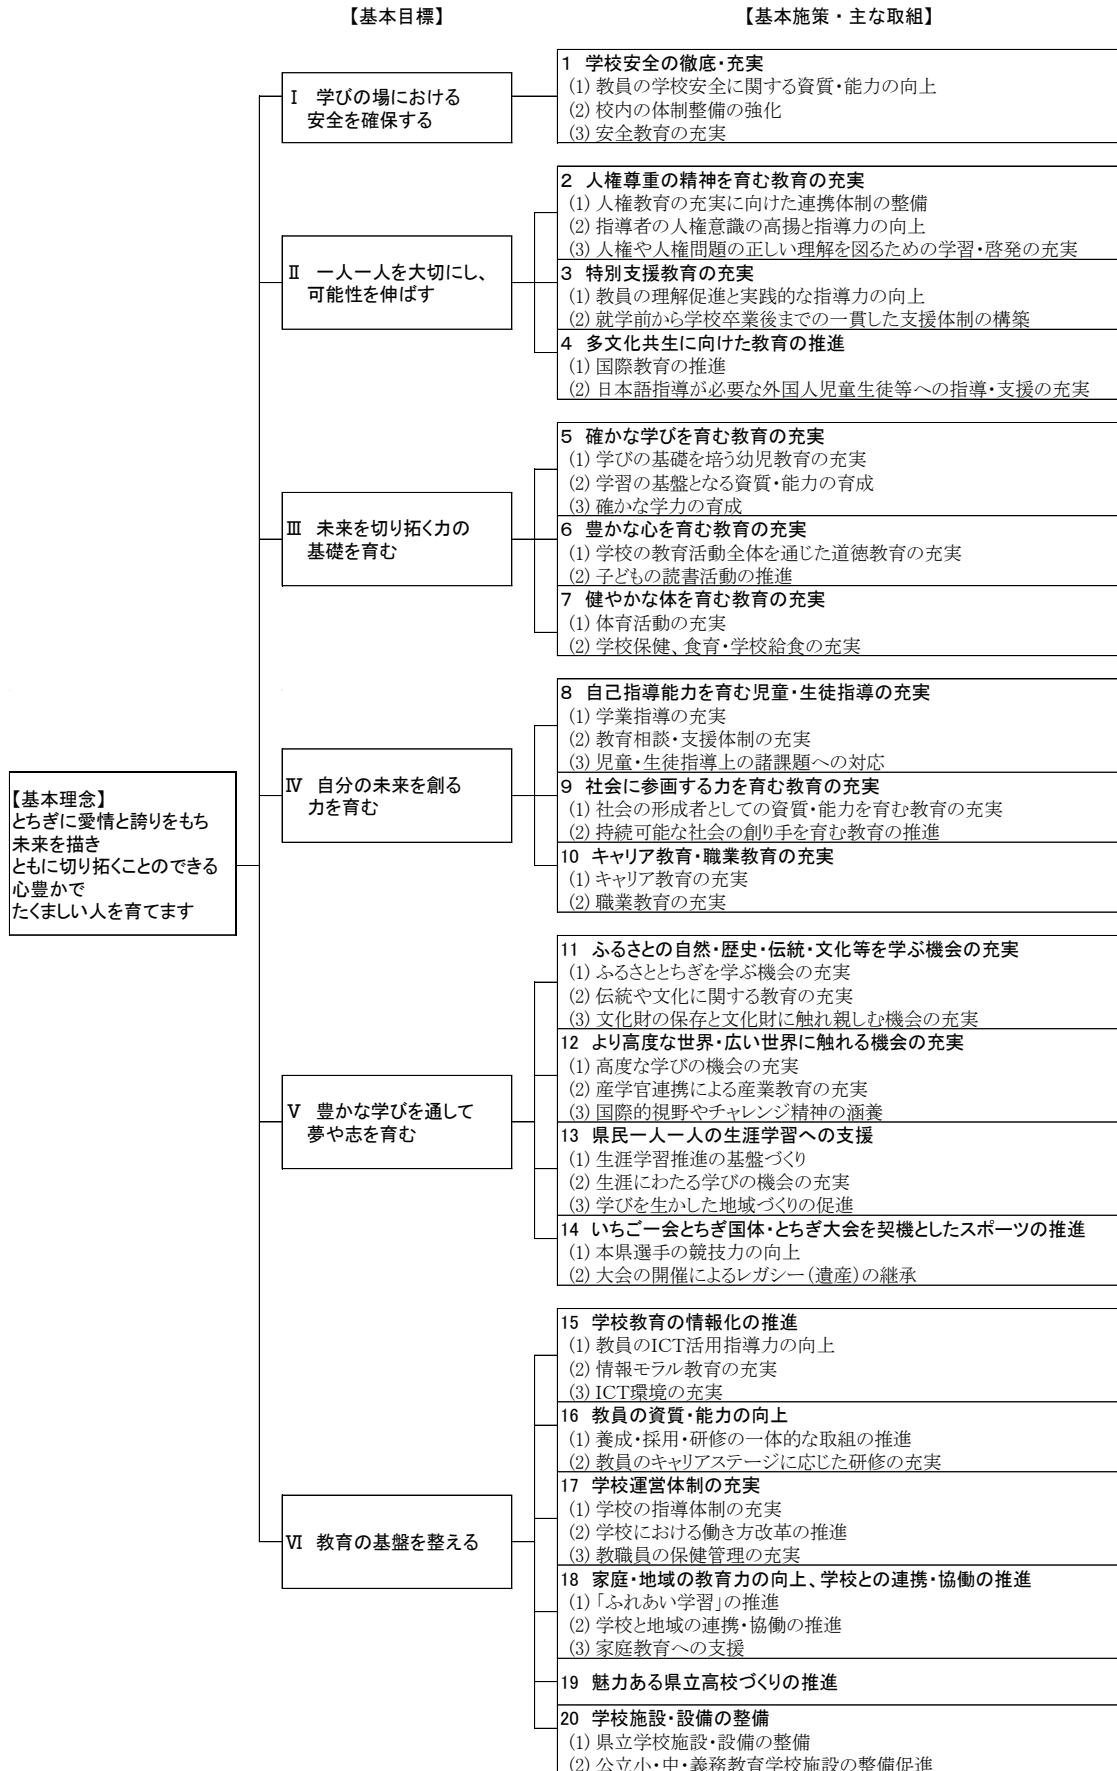 【基本目標】
【基本施策・主な取組】
【基本理念】
とちぎに愛情と誇りをもち
未来を描き
ともに切り拓くことのできる
心豊かで
たくましい人を育てます
Ⅰ 学びの場における
安全を確保する
1 学校安全の徹底・充実
(1) 教員の学校安全に関する資質・能力の向上
(2) 校内の体制整備の強化
(3) 安全教育の充実
Ⅱ 一人一人を大切にし、
可能性を伸ばす
2 人権尊重の精神を育む教育の充実
(1) 人権教育の充実に向けた連携体制の整備
(2) 指導者の人権意識の高揚と指導力の向上
(3) 人権や人権問題の正しい理解を図るための学習・啓発の充実
3 特別支援教育の充実
(1) 教員の理解促進と実践的な指導力の向上
(2) 就学前から学校卒業後までの一貫した支援体制の構築
4 多文化共生に向けた教育の推進
(1) 国際教育の推進
(2) 日本語指導が必要な外国人児童生徒等への指導・支援の充実
Ⅲ 未来を切り拓く力の
基礎を育む
5 確かな学びを育む教育の充実
(1) 学びの基礎を培う幼児教育の充実
(2) 学習の基盤となる資質・能力の育成
(3) 確かな学力の育成
6 豊かな心を育む教育の充実
(1) 学校の教育活動全体を通じた道徳教育の充実
(2) 子どもの読書活動の推進
7 健やかな体を育む教育の充実
(1) 体育活動の充実
(2) 学校保健、食育・学校給食の充実
Ⅳ 自分の未来を創る
力を育む
8 自己指導能力を育む児童・生徒指導の充実
(1) 学業指導の充実
(2) 教育相談・支援体制の充実
(3) 児童・生徒指導上の諸課題への対応
9 社会に参画する力を育む教育の充実
(1) 社会の形成者としての資質・能力を育む教育の充実
(2) 持続可能な社会の創り手を育む教育の推進
10 キャリア教育・職業教育の充実
(1) キャリア教育の充実
(2) 職業教育の充実
Ⅴ 豊かな学びを通して
夢や志を育む
11 ふるさとの自然・歴史・伝統・文化等を学ぶ機会の充実
(1) ふるさととちぎを学ぶ機会の充実
(2) 伝統や文化に関する教育の充実
(3) 文化財の保存と文化財に触れ親しむ機会の充実
12 より高度な世界・広い世界に触れる機会の充実
(1) 高度な学びの機会の充実
(2) 産学官連携による産業教育の充実
(3) 国際的視野やチャレンジ精神の涵養
13 県民一人一人の生涯学習への支援
(1) 生涯学習推進の基盤づくり
(2) 生涯にわたる学びの機会の充実
(3) 学びを生かした地域づくりの促進
14 いちご一会とちぎ国体・とちぎ大会を契機としたスポーツの推進
(1) 本県選手の競技力の向上
(2) 大会の開催によるレガシー(遺産)の継承
Ⅵ 教育の基盤を整える
15 学校教育の情報化の推進
(1) 教員のICT活用指導力の向上
(2) 情報モラル教育の充実
(3) ICT環境の充実
16 教員の資質・能力の向上
(1) 養成・採用・研修の一体的な取組の推進
(2) 教員のキャリアステージに応じた研修の充実
17 学校運営体制の充実
(1) 学校の指導体制の充実
(2) 学校における働き方改革の推進
(3) 教職員の保健管理の充実
18 家庭・地域の教育力の向上、学校との連携・協働の推進
(1)「ふれあい学習」の推進
(2) 学校と地域の連携・協働の推進
(3) 家庭教育への支援
19 魅力ある県立高校づくりの推進
20 学校施設・設備の整備
(1) 県立学校施設・設備の整備
(2) 公立小・中・義務教育学校施設の整備促進